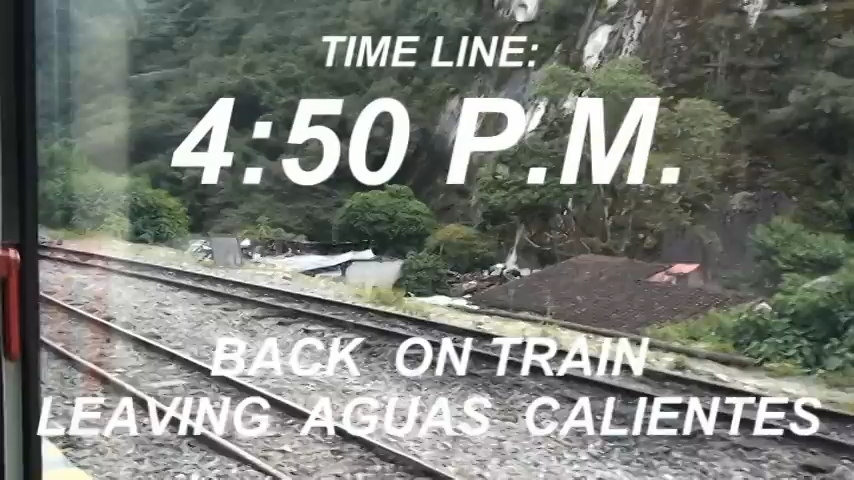 TIME LINE:
4:50 P.M.
BACK ON TRAIN
LEAVING AGUAS CALIENTES